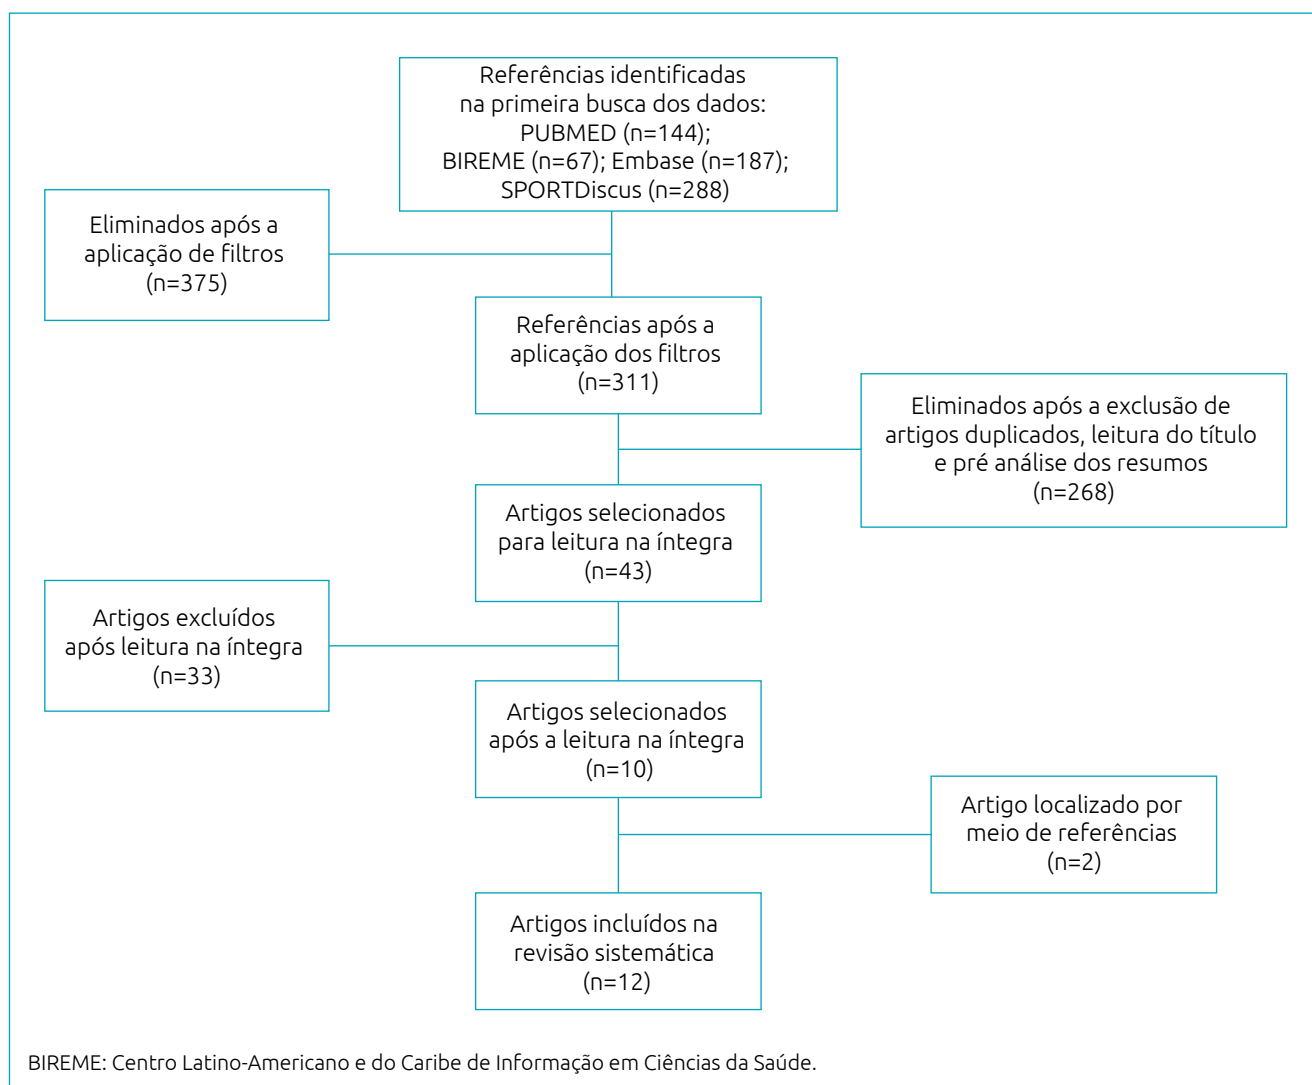 Referências identificadas
na primeira busca dos dados:
PUBMED (n=144);
BIREME (n=67); Embase (n=187);
SPORTDiscus (n=288)
Eliminados após a
aplicação de filtros
(n=375)
Referências após a
aplicação dos filtros
(n=311)
Eliminados após a exclusão de
artigos duplicados, leitura do título
e pré análise dos resumos
(n=268)
Artigos selecionados
para leitura na íntegra
(n=43)
Artigos excluídos
após leitura na íntegra
(n=33)
Artigos selecionados
após a leitura na íntegra
(n=10)
Artigo localizado por
meio de referências
(n=2)
Artigos incluídos na
revisão sistemática
(n=12)
BIREME: Centro Latino-Americano e do Caribe de Informação em Ciências da Saúde.